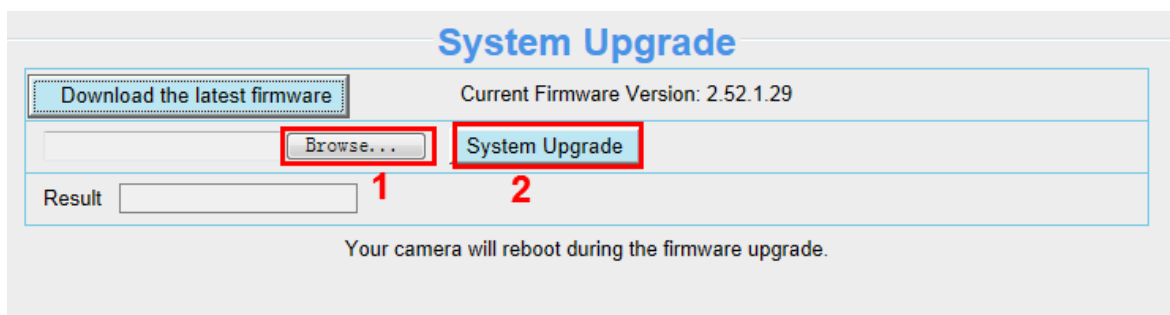 System Upgrade
Download the latest firmware
Current Firmware Version: 2.52.1.29
Browse...
System Upgrade
1
2
Result
Your camera will reboot during the firmware upgrade.